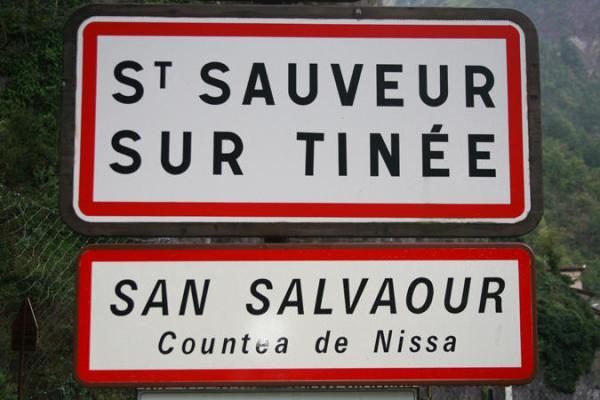 ST SAUVEUR
SUR TINÉE
SAN SALVAOUR
Countea de Nissa